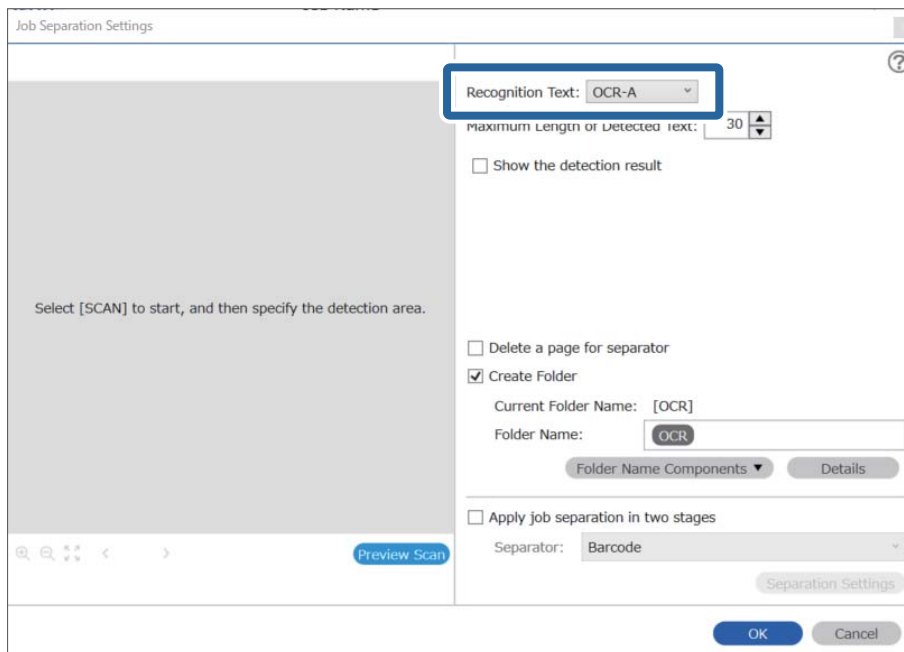 Job Separation Settings
Recognition Text: OCR-A
Maximum Length of Detected Text: 30
Show the detection result
Select [SCAN] to start, and then specify the detection area.
Delete a page for separator
Create Folder
Current Folder Name: [OCR]
Folder Name: OCR
Folder Name Components ▼ Details
Apply job separation in two stages
Separator: Barcode
Preview Scan
Separation Settings
OK Cancel